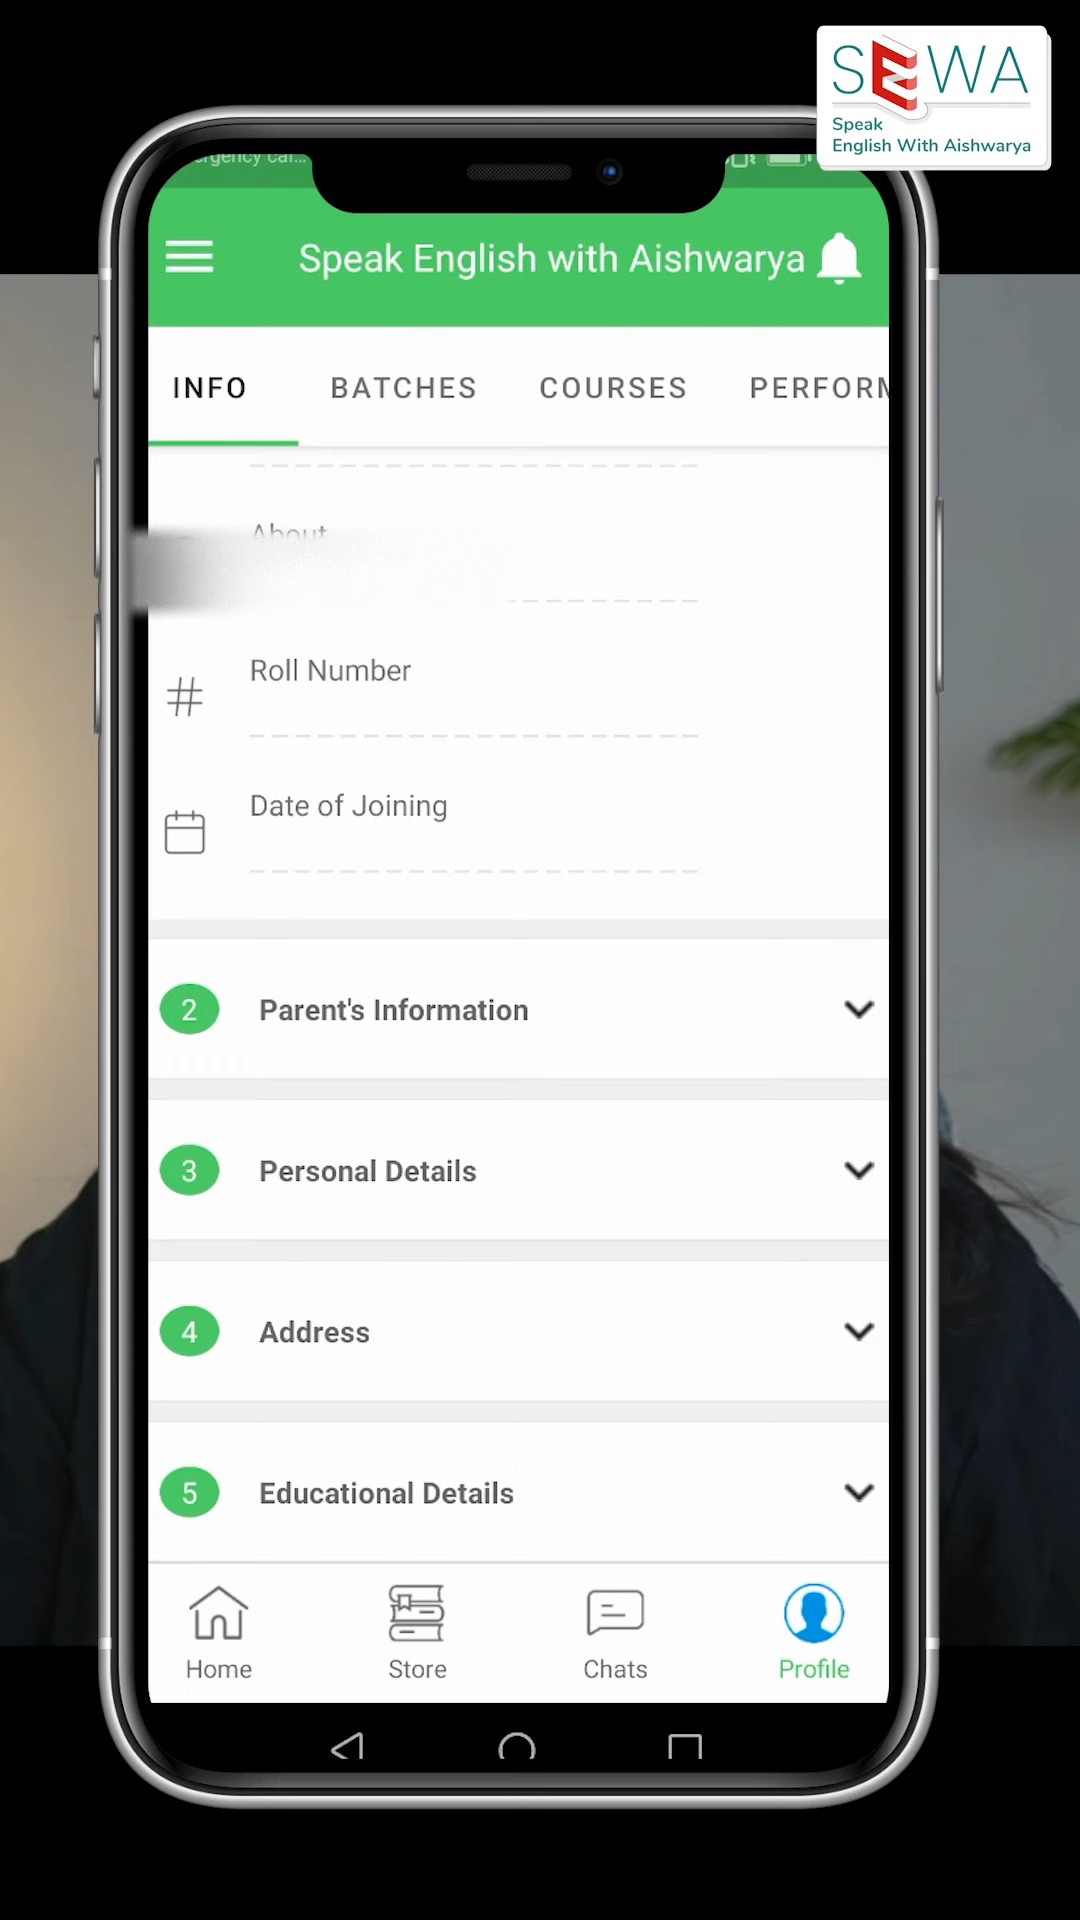 SEWA
Speak
English With Aishwarya
Speak English with Aishwarya
INFO BATCHES COURSES PERFORM
About
# Roll Number
Date of Joining
2 Parent's Information
3 Personal Details
4 Address
5 Educational Details
Home Store Chats Profile